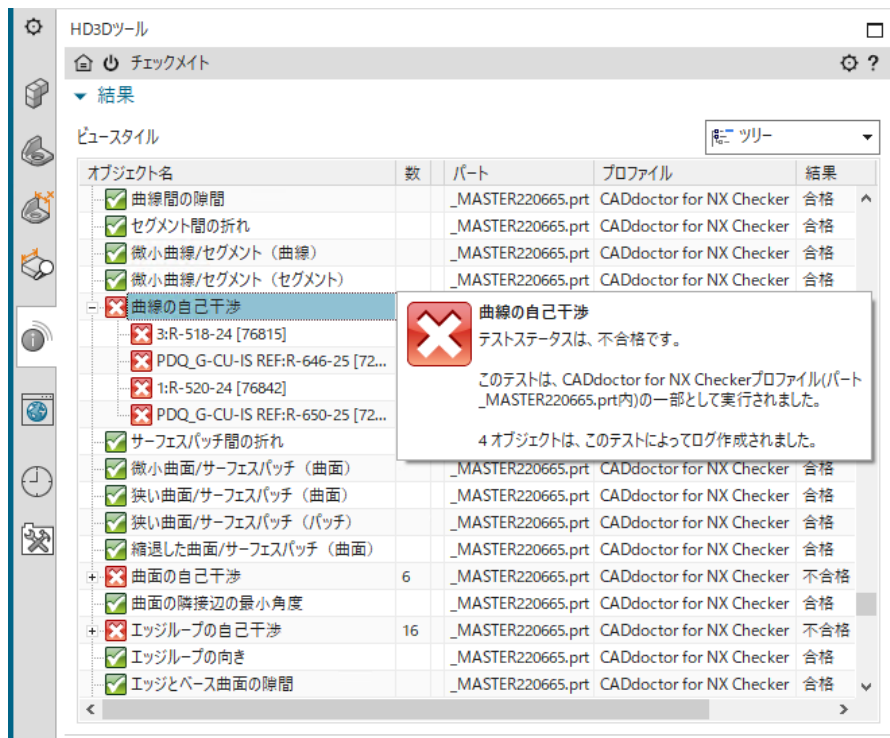 HD3Dツール
チェックメイト
?
結果
ビュースタイル
ツリー
オブジェクト名 数 パート プロファイル 結果
曲線間の隙間 _MASTER220665.prt CADdoctor for NX Checker 合格
セグメント間の折れ _MASTER220665.prt CADdoctor for NX Checker 合格
微小曲線/セグメント（曲線） _MASTER220665.prt CADdoctor for NX Checker 合格
微小曲線/セグメント（セグメント） _MASTER220665.prt CADdoctor for NX Checker 合格
曲線の自己干渉
3:R-518-24 [76815]
PDQ_G-CU-IS REF:R-646-25 [72...
1:R-520-24 [76842]
PDQ_G-CU-IS REF:R-650-25 [72...
曲線の自己干渉
テストステータスは、不合格です。
このテストは、CADdoctor for NX Checkerプロファイル(パート
_MASTER220665.prt内)の一部として実行されました。
4 オブジェクトは、このテストによってログ作成されました。
サーフェスパッチ間の折れ
微小曲面/サーフェスパッチ（曲面） _MASTER220665.prt CADdoctor for NX Checker 合格
狭い曲面/サーフェスパッチ（曲面） _MASTER220665.prt CADdoctor for NX Checker 合格
狭い曲面/サーフェスパッチ（パッチ） _MASTER220665.prt CADdoctor for NX Checker 合格
縮退した曲面/サーフェスパッチ（曲面） _MASTER220665.prt CADdoctor for NX Checker 合格
曲面の自己干渉 6 _MASTER220665.prt CADdoctor for NX Checker 不合格
曲面の隣接辺の最小角度 _MASTER220665.prt CADdoctor for NX Checker 合格
エッジループの自己干渉 16 _MASTER220665.prt CADdoctor for NX Checker 不合格
エッジループの向き _MASTER220665.prt CADdoctor for NX Checker 合格
エッジとベース曲面の隙間 _MASTER220665.prt CADdoctor for NX Checker 合格